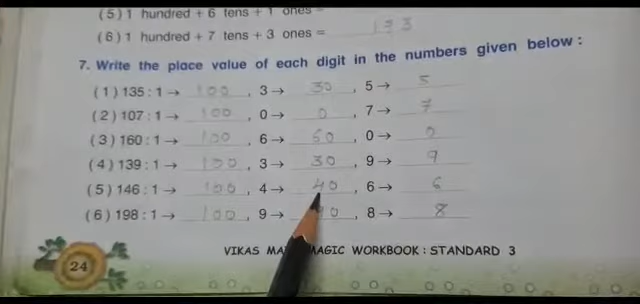 (5) 1 hundred + 6 tens + 1 ones =
(6) 1 hundred + 7 tens + 3 ones =
7. Write the place value of each digit in the numbers given below :
(1) 135 : 1 → 100 , 3 → 30 , 5 → 5
(2) 107 : 1 → 100 , 0 → 0 , 7 → 7
(3) 160 : 1 → 100 , 6 → 60 , 0 → 0
(4) 139 : 1 → 100 , 3 → 30 , 9 → 9
(5) 146 : 1 → 100 , 4 → 40 , 6 → 6
(6) 198 : 1 → 100 , 9 → 90 , 8 → 8
VIKAS MAGIC WORKBOOK : STANDARD 3
24